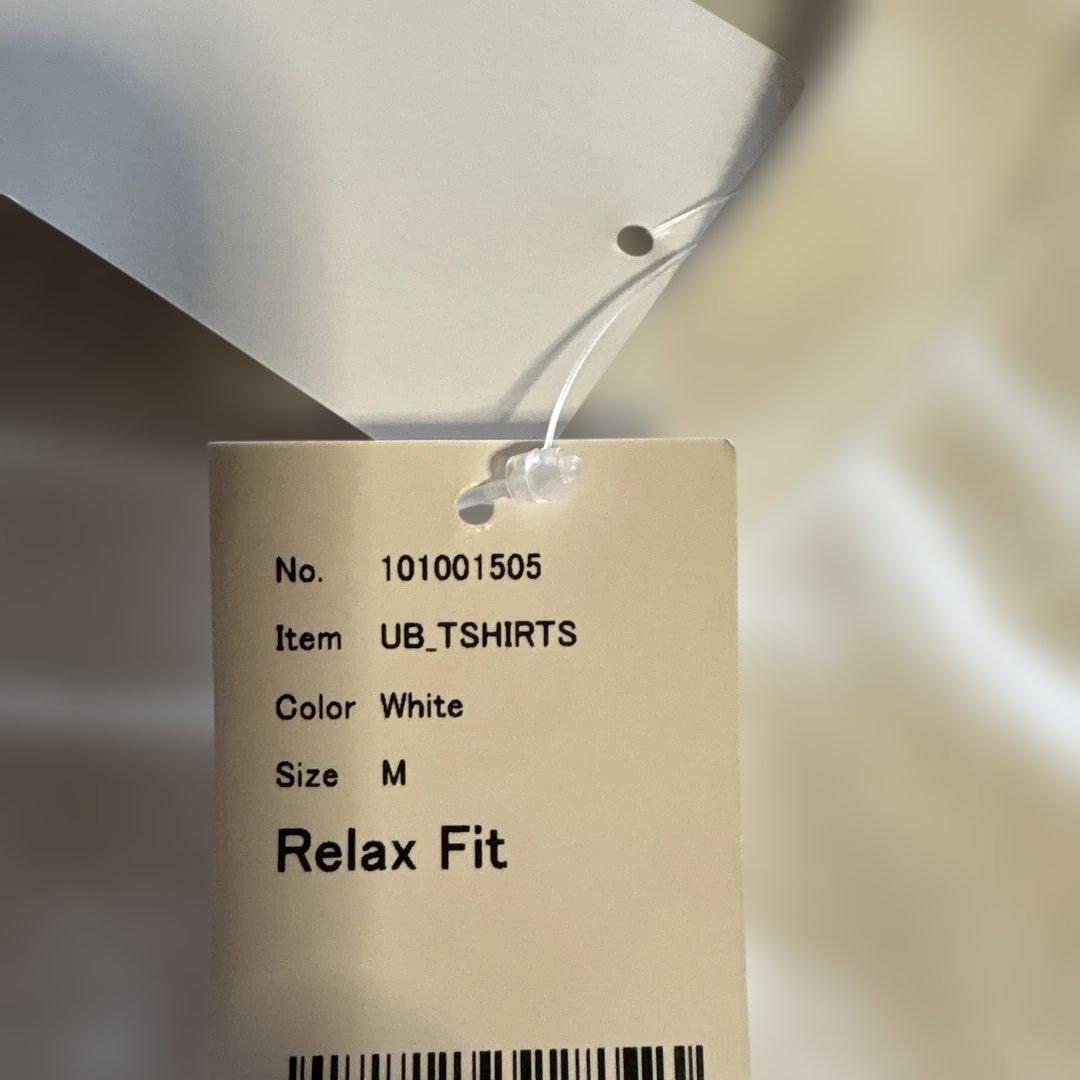 No. 101001505
Item UB_TSHIRTS
Color White
Size M
Relax Fit